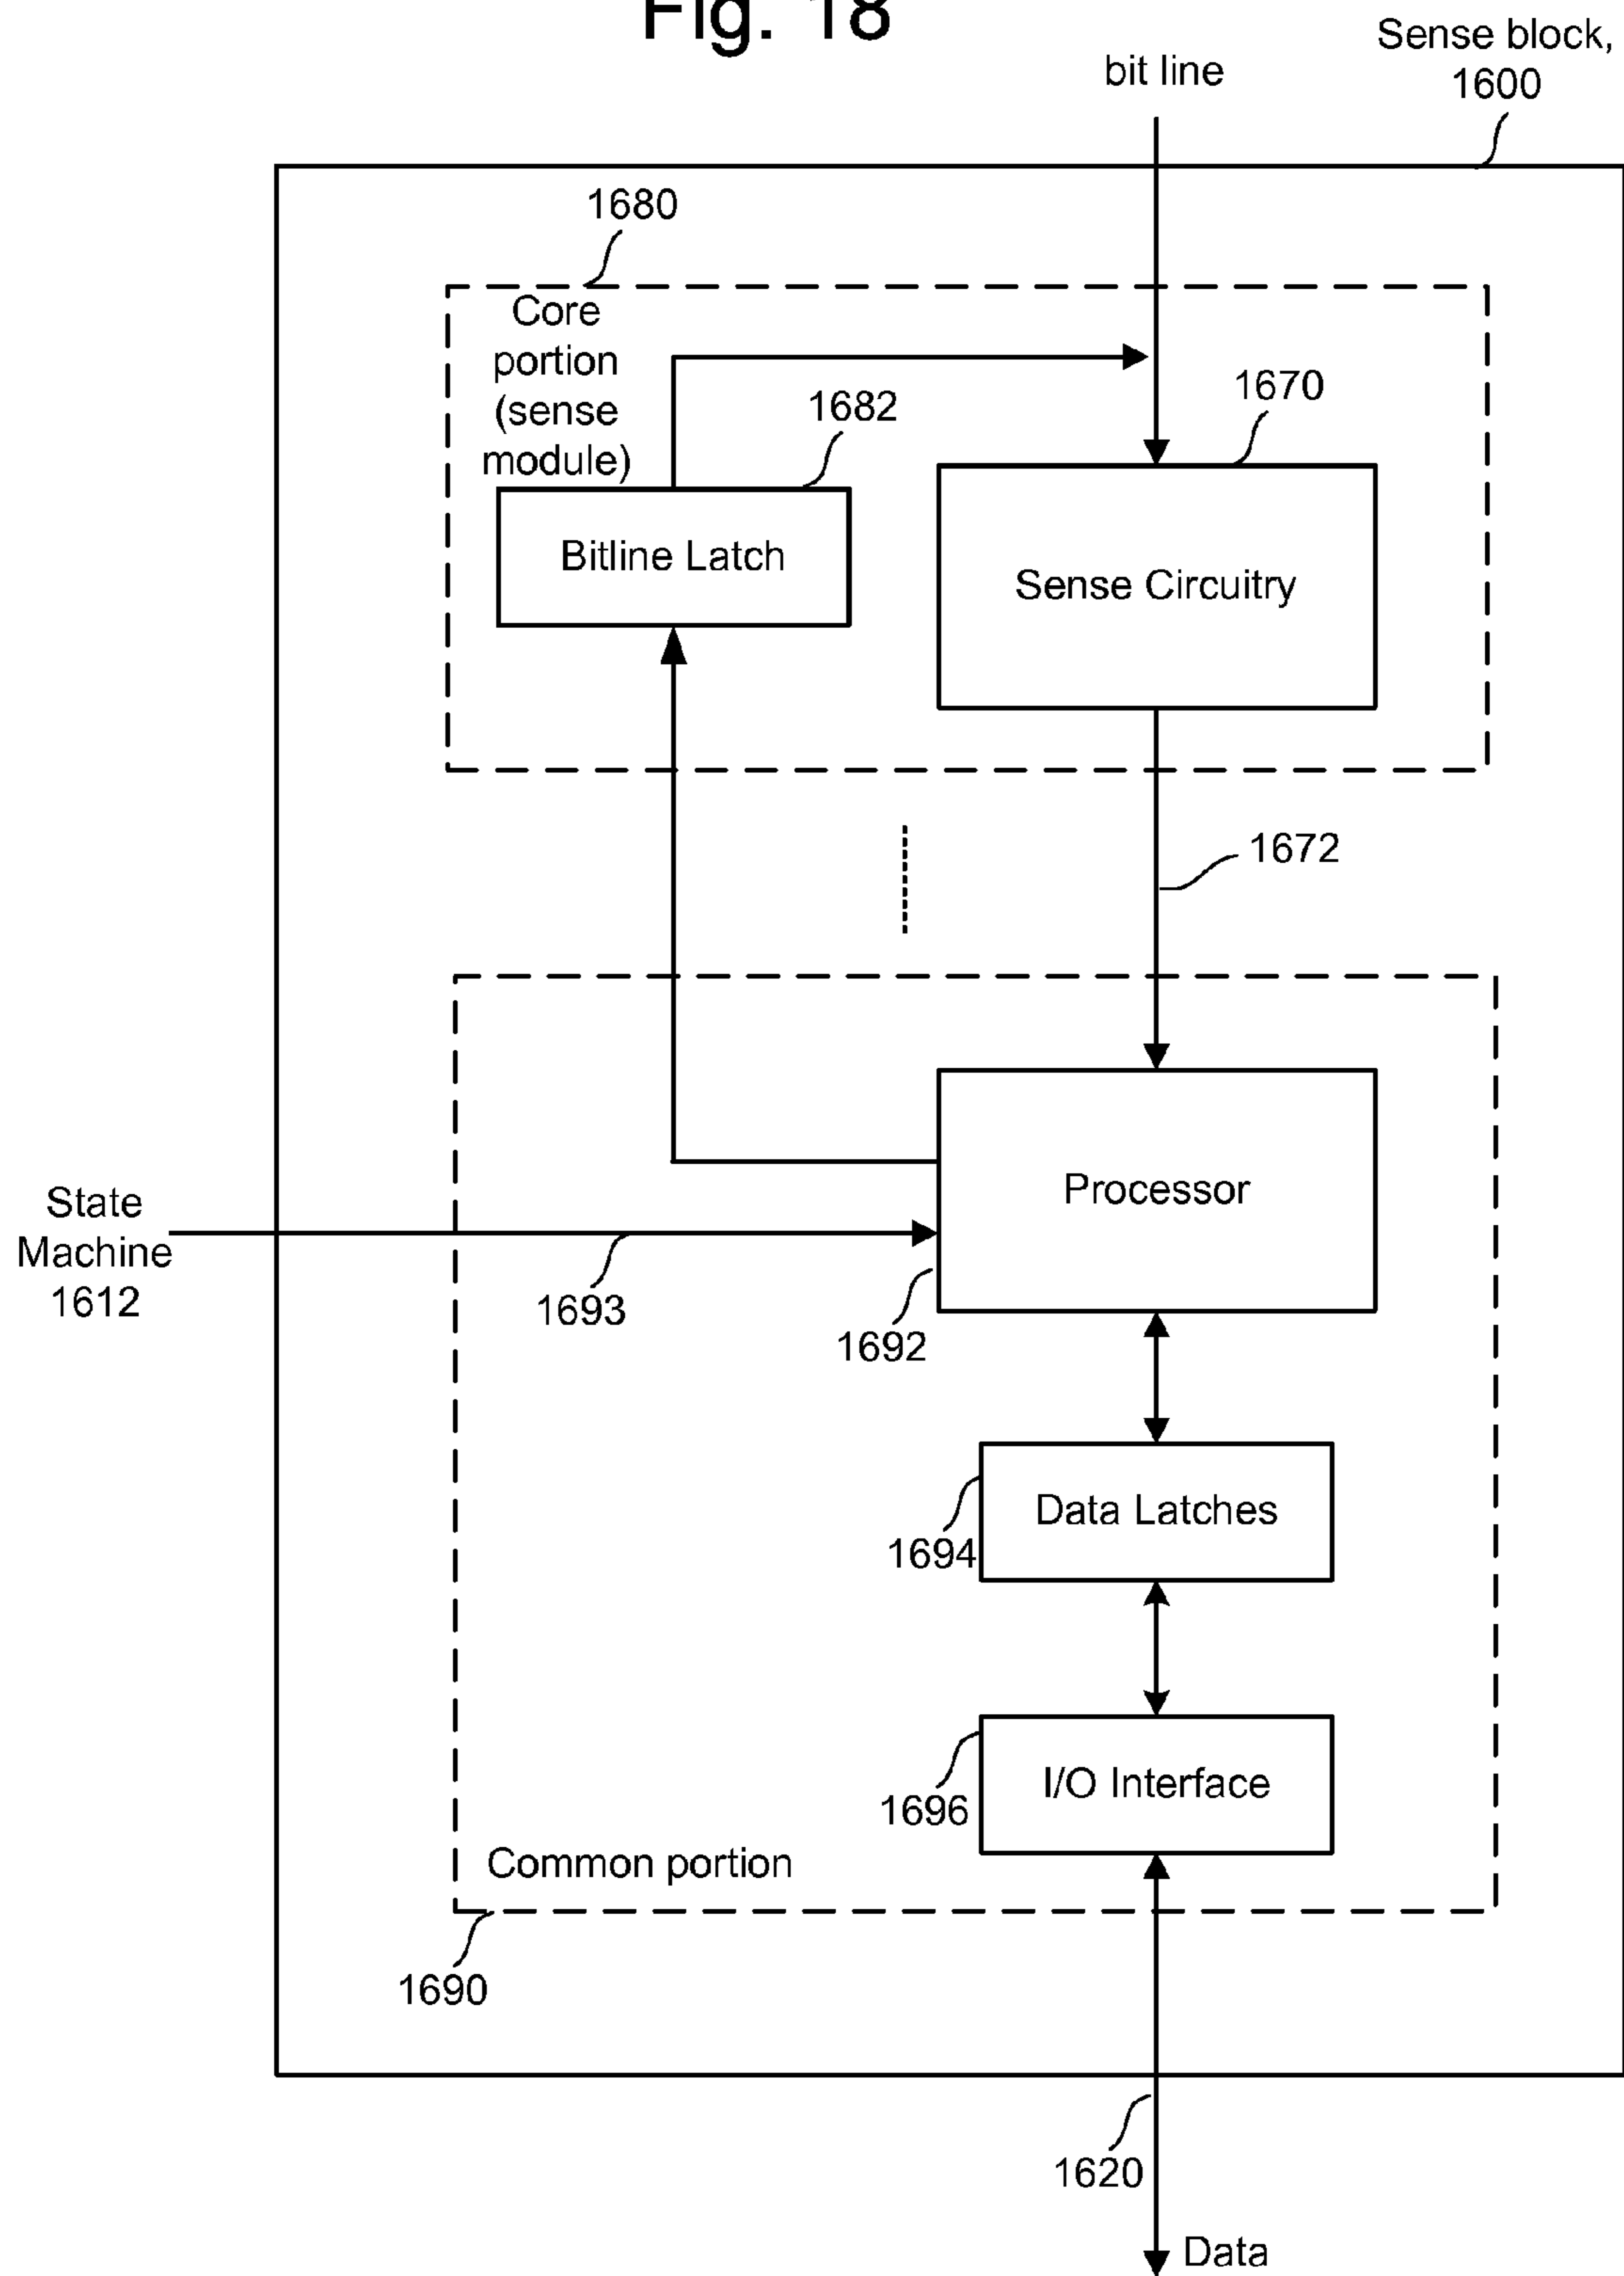 Fig. 18
Sense block,
1600
bit line
1680
Core
portion
(sense
module)
1682
1670
Bitline Latch
Sense Circuitry
1672
Processor
State
Machine
1612
1693
1692
Data Latches
1694
I/O Interface
1696
Common portion
1690
1620
Data